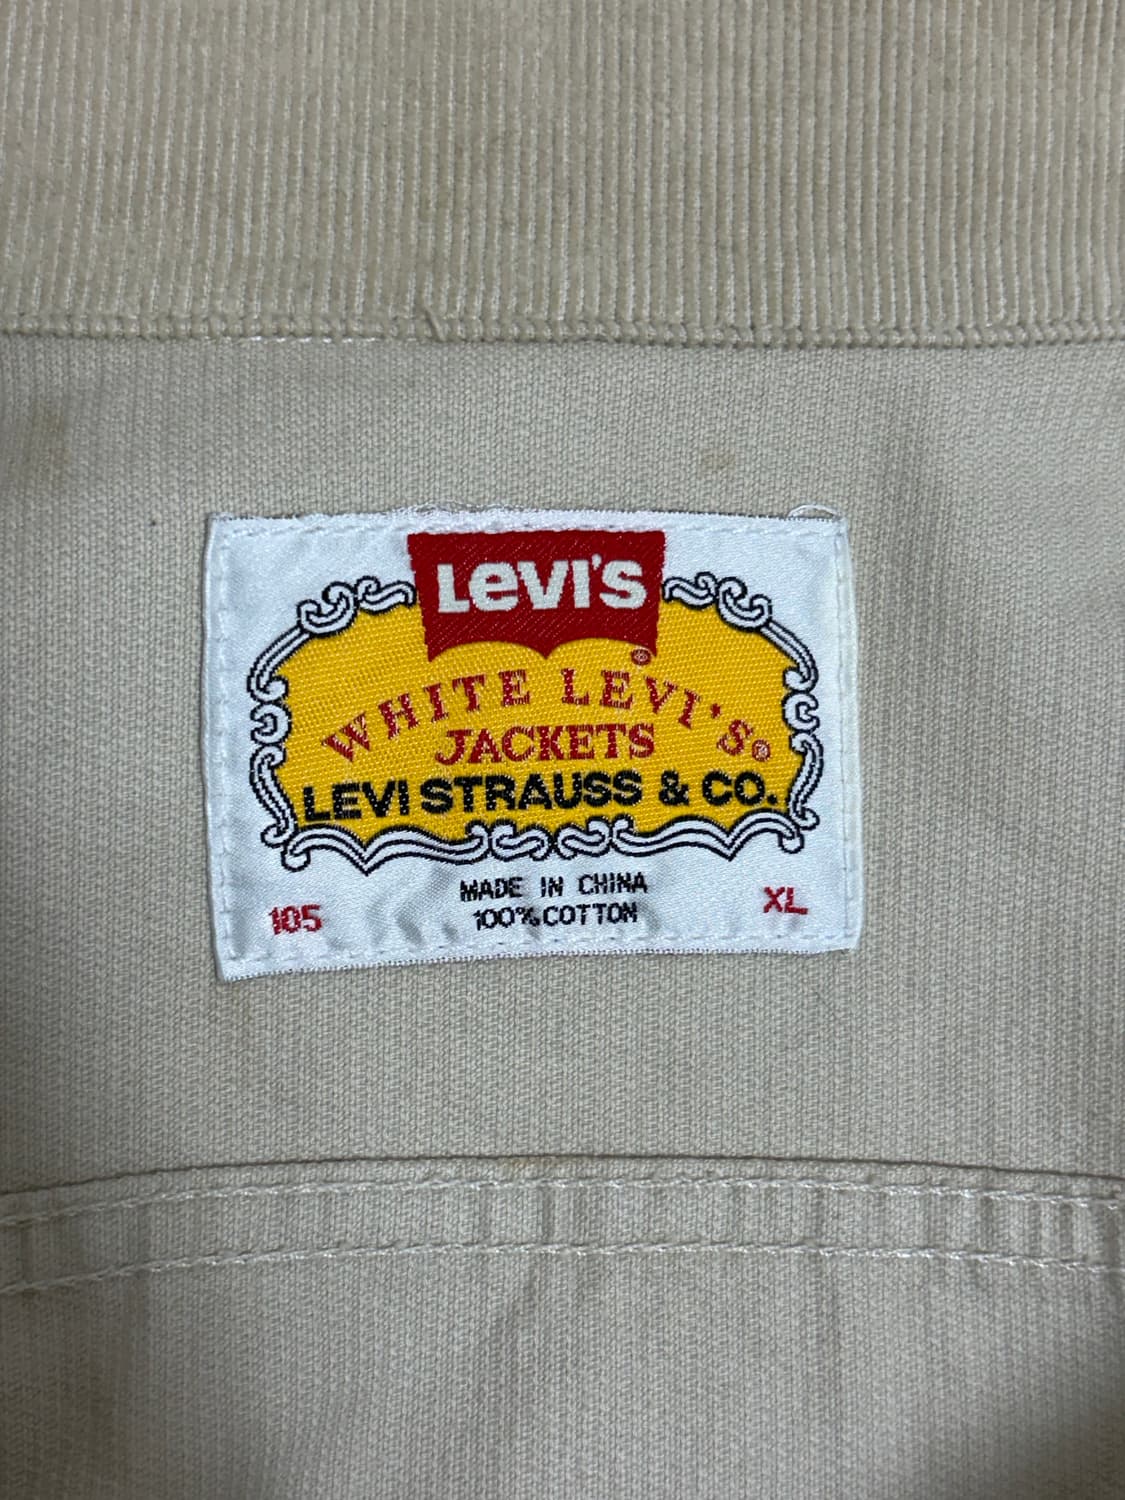 LEVI'S
®
WHITE LEVI'S®
JACKETS
LEVI STRAUSS & CO.
MADE IN CHINA
100% COTTON
105
XL